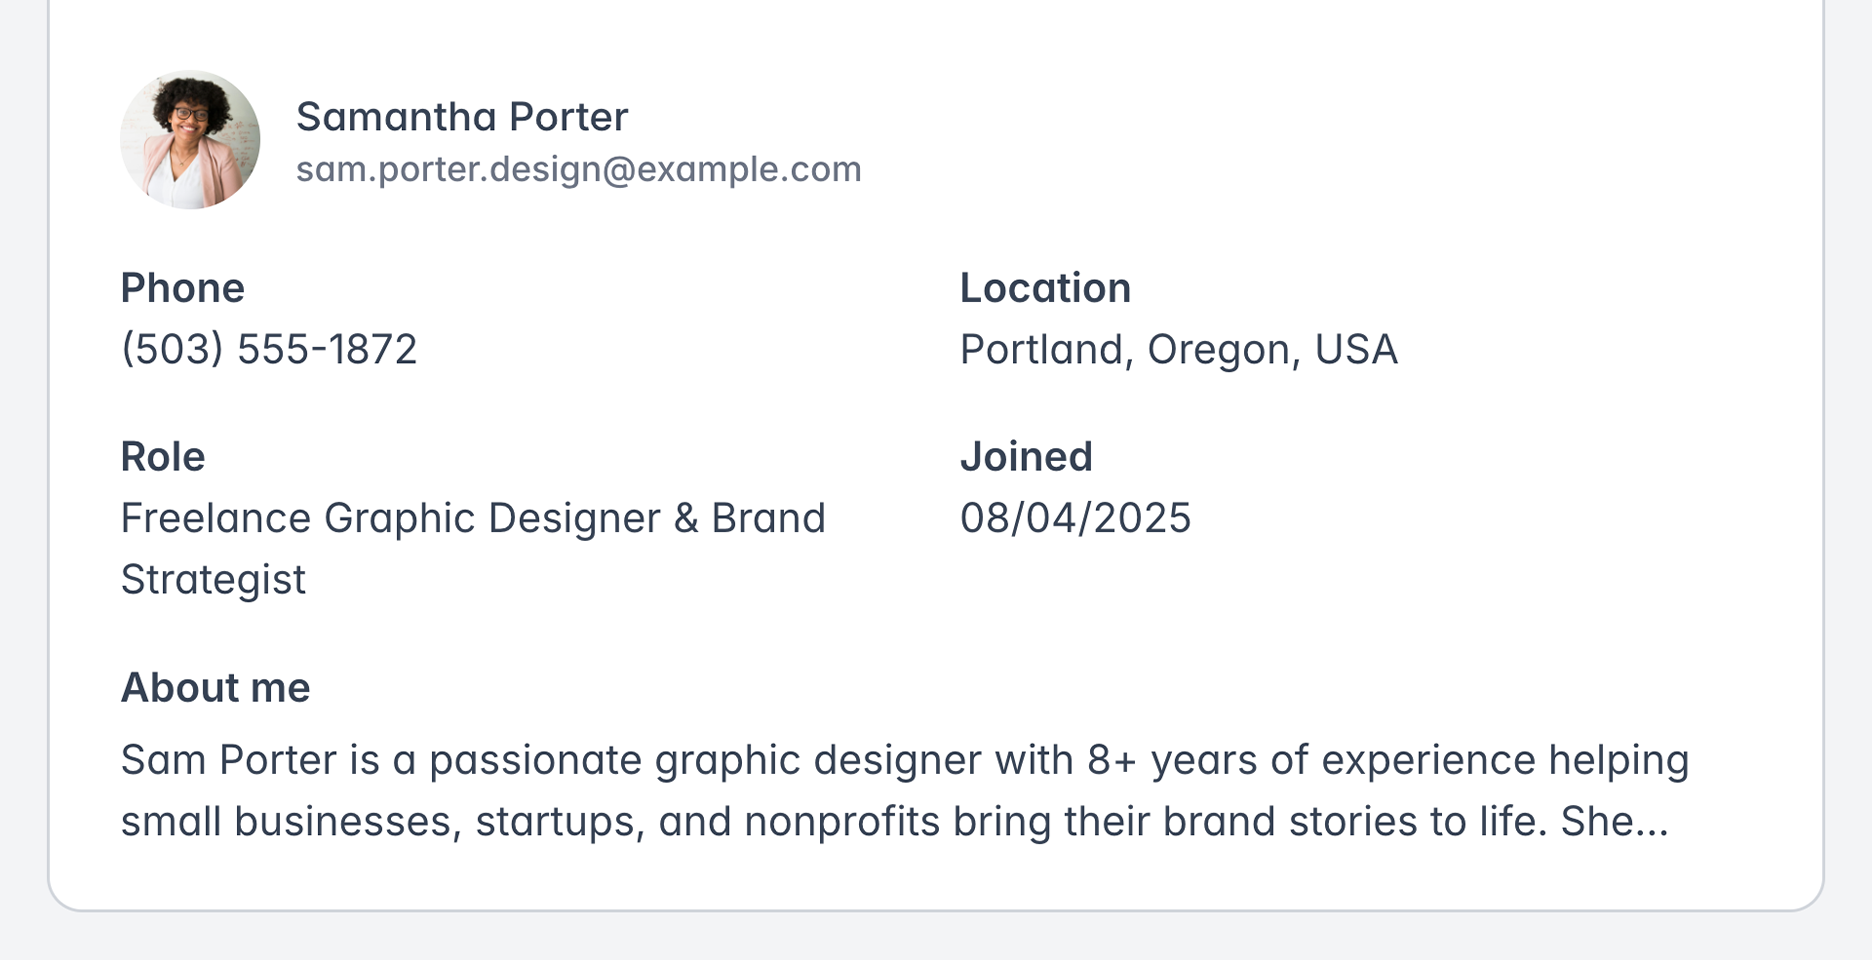 Samantha Porter
sam.porter.design@example.com
Phone
(503) 555-1872
Location
Portland, Oregon, USA
Role
Freelance Graphic Designer & Brand
Strategist
Joined
08/04/2025
About me
Sam Porter is a passionate graphic designer with 8+ years of experience helping
small businesses, startups, and nonprofits bring their brand stories to life. She...